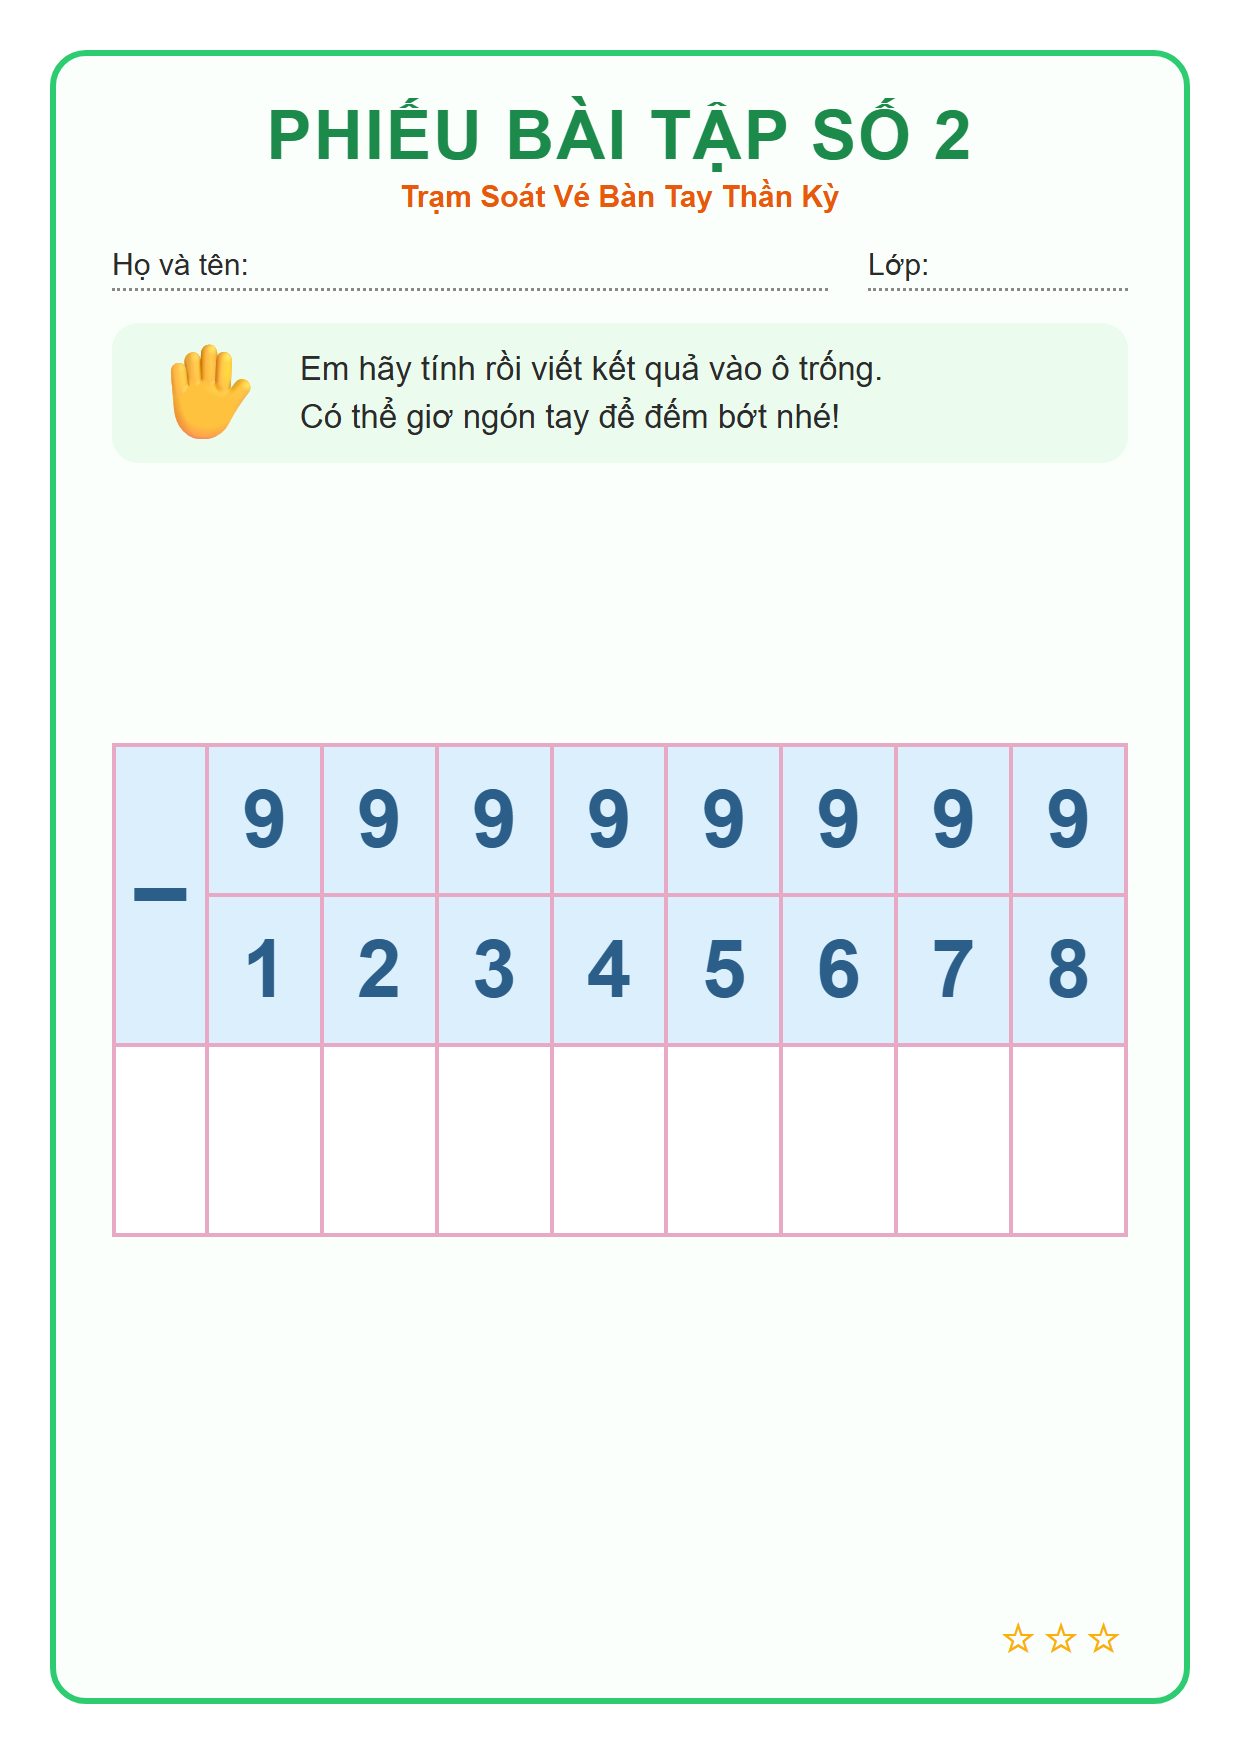 PHIẾU BÀI TẬP SỐ 2
Trạm Soát Vé Bàn Tay Thần Kỳ
Họ và tên:
Lớp:
Em hãy tính rồi viết kết quả vào ô trống.
Có thể giơ ngón tay để đếm bớt nhé!
9 9 9 9 9 9 9 9
–
1 2 3 4 5 6 7 8